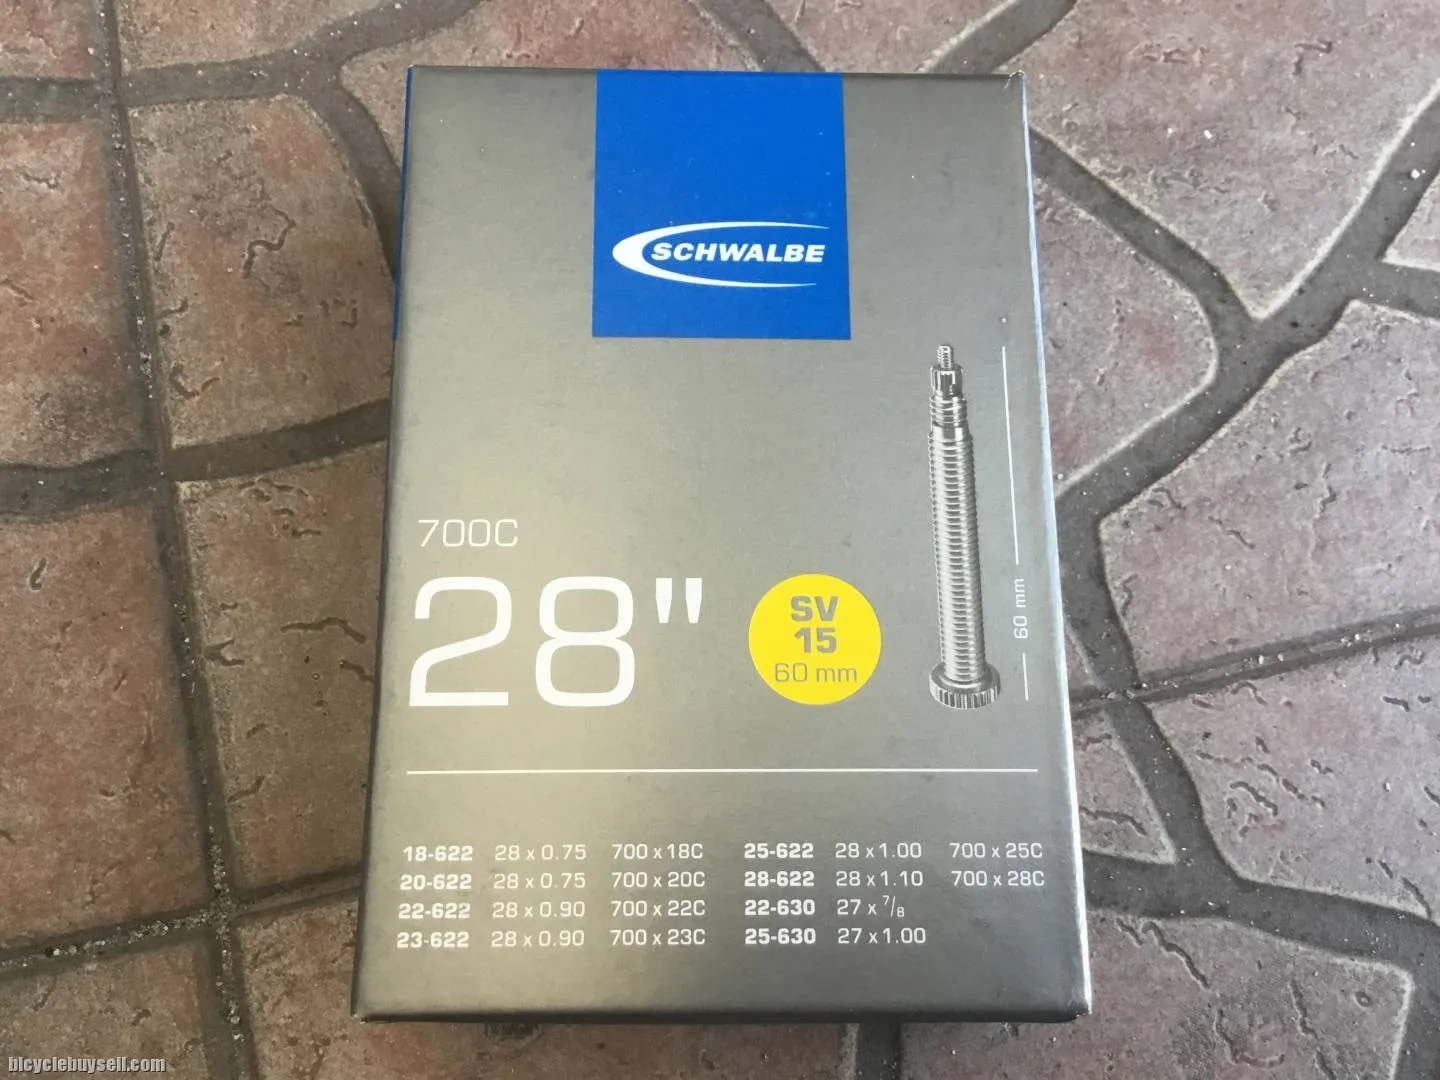 SCHWALBE
700C
28"
SV
15
60 mm
60 mm
18-622 28 x 0.75 700 x 18C 25-622 28 x 1.00 700 x 25C
20-622 28 x 0.75 700 x 20C 28-622 28 x 1.10 700 x 28C
22-622 28 x 0.90 700 x 22C 22-630 27 x 7/8
23-622 28 x 0.90 700 x 23C 25-630 27 x 1.00
bicyclebuysell.com